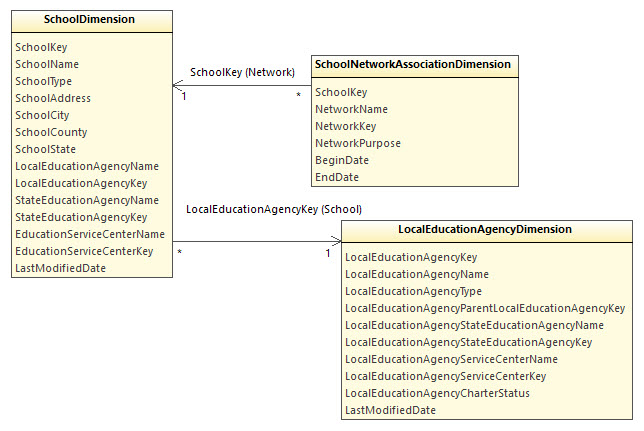 SchoolDimension
SchoolKey
SchoolName
SchoolType
SchoolAddress
SchoolCity
SchoolCounty
SchoolState
LocalEducationAgencyName
LocalEducationAgencyKey
StateEducationAgencyName
StateEducationAgencyKey
EducationServiceCenterName
EducationServiceCenterKey
LastModifiedDate
SchoolKey (Network)
1
*
SchoolNetworkAssociationDimension
SchoolKey
NetworkName
NetworkKey
NetworkPurpose
BeginDate
EndDate
LocalEducationAgencyKey (School)
*
1
LocalEducationAgencyDimension
LocalEducationAgencyKey
LocalEducationAgencyName
LocalEducationAgencyType
LocalEducationAgencyParentLocalEducationAgencyKey
LocalEducationAgencyStateEducationAgencyName
LocalEducationAgencyStateEducationAgencyKey
LocalEducationAgencyServiceCenterName
LocalEducationAgencyServiceCenterKey
LocalEducationAgencyCharterStatus
LastModifiedDate